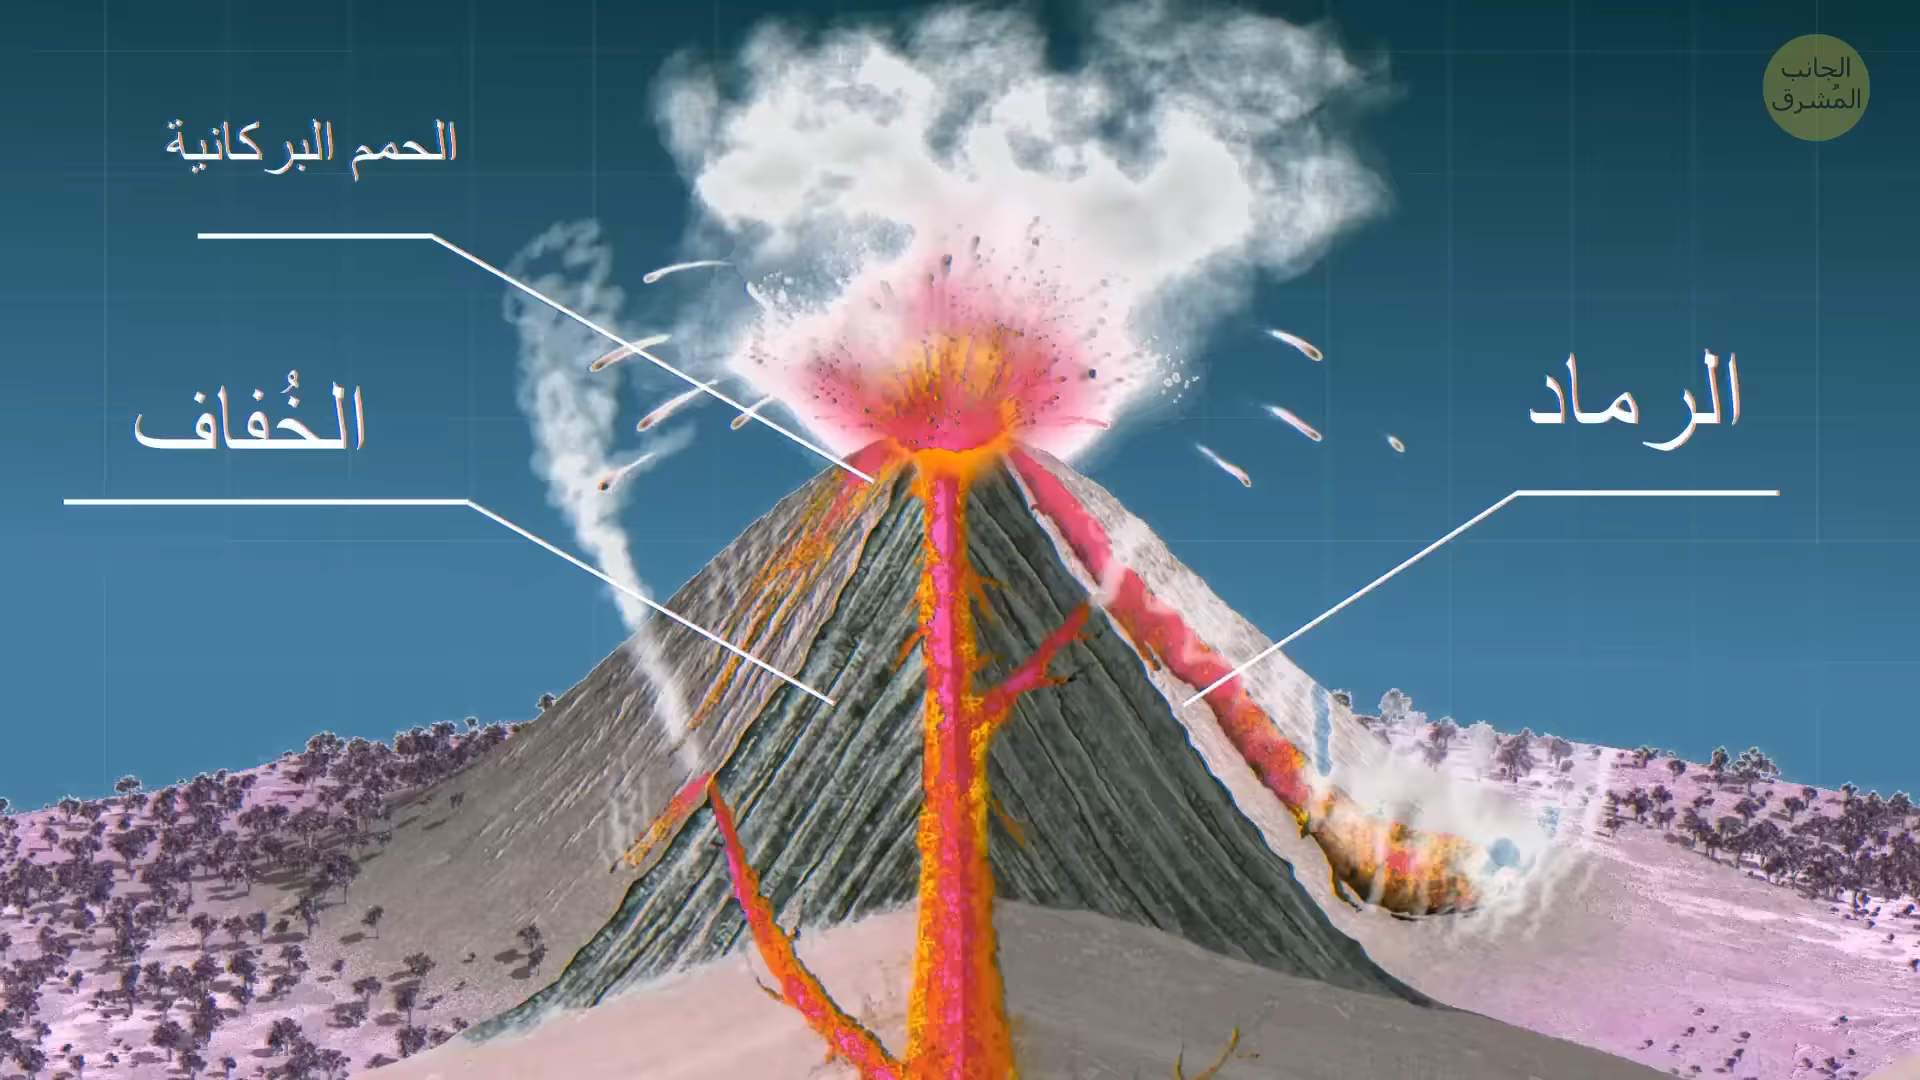 الجانب
المُشرق
الحمم البركانية
الرماد
الخُفاف